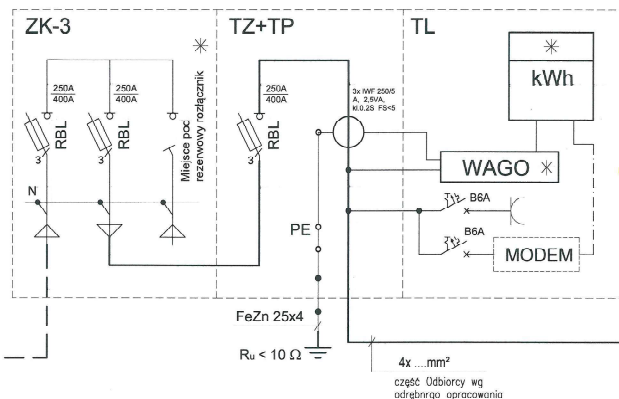 ZK-3
TZ+TP
TL
250A
400A
250A
400A
250A
400A
RBL
RBL
RBL
3
3
3
Miejsce poc
rezerwowy rozłącznik
3x IWF 250/5
A, 2,5VA,
kl.0.2S FS<5
kWh
WAGO
N
B6A
B6A
MODEM
PE
FeZn 25x4
Ru < 10 Ω
4x ....mm²
część Odbiorcy wg
odrębnego opracowania